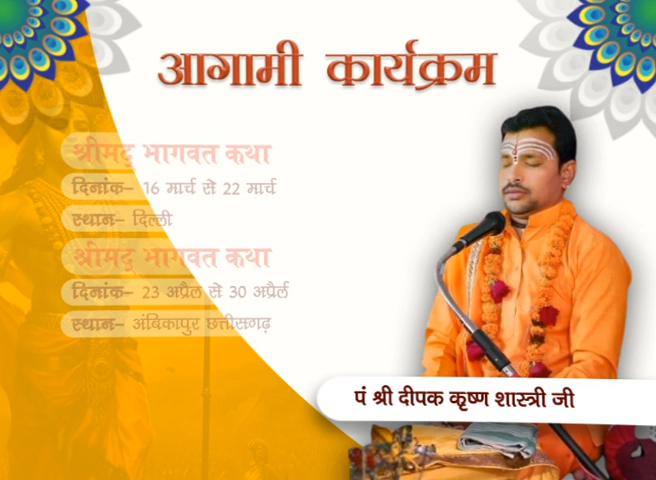 आगामी कार्यक्रम
श्रीमद् भागवत कथा
दिनांक- 16 मार्च से 22 मार्च
स्थान- दिल्ली
श्रीमद् भागवत कथा
दिनांक- 23 अप्रैल से 30 अप्रैल
स्थान- अंबिकापुर छत्तीसगढ़
पं श्री दीपक कृष्ण शास्त्री जी